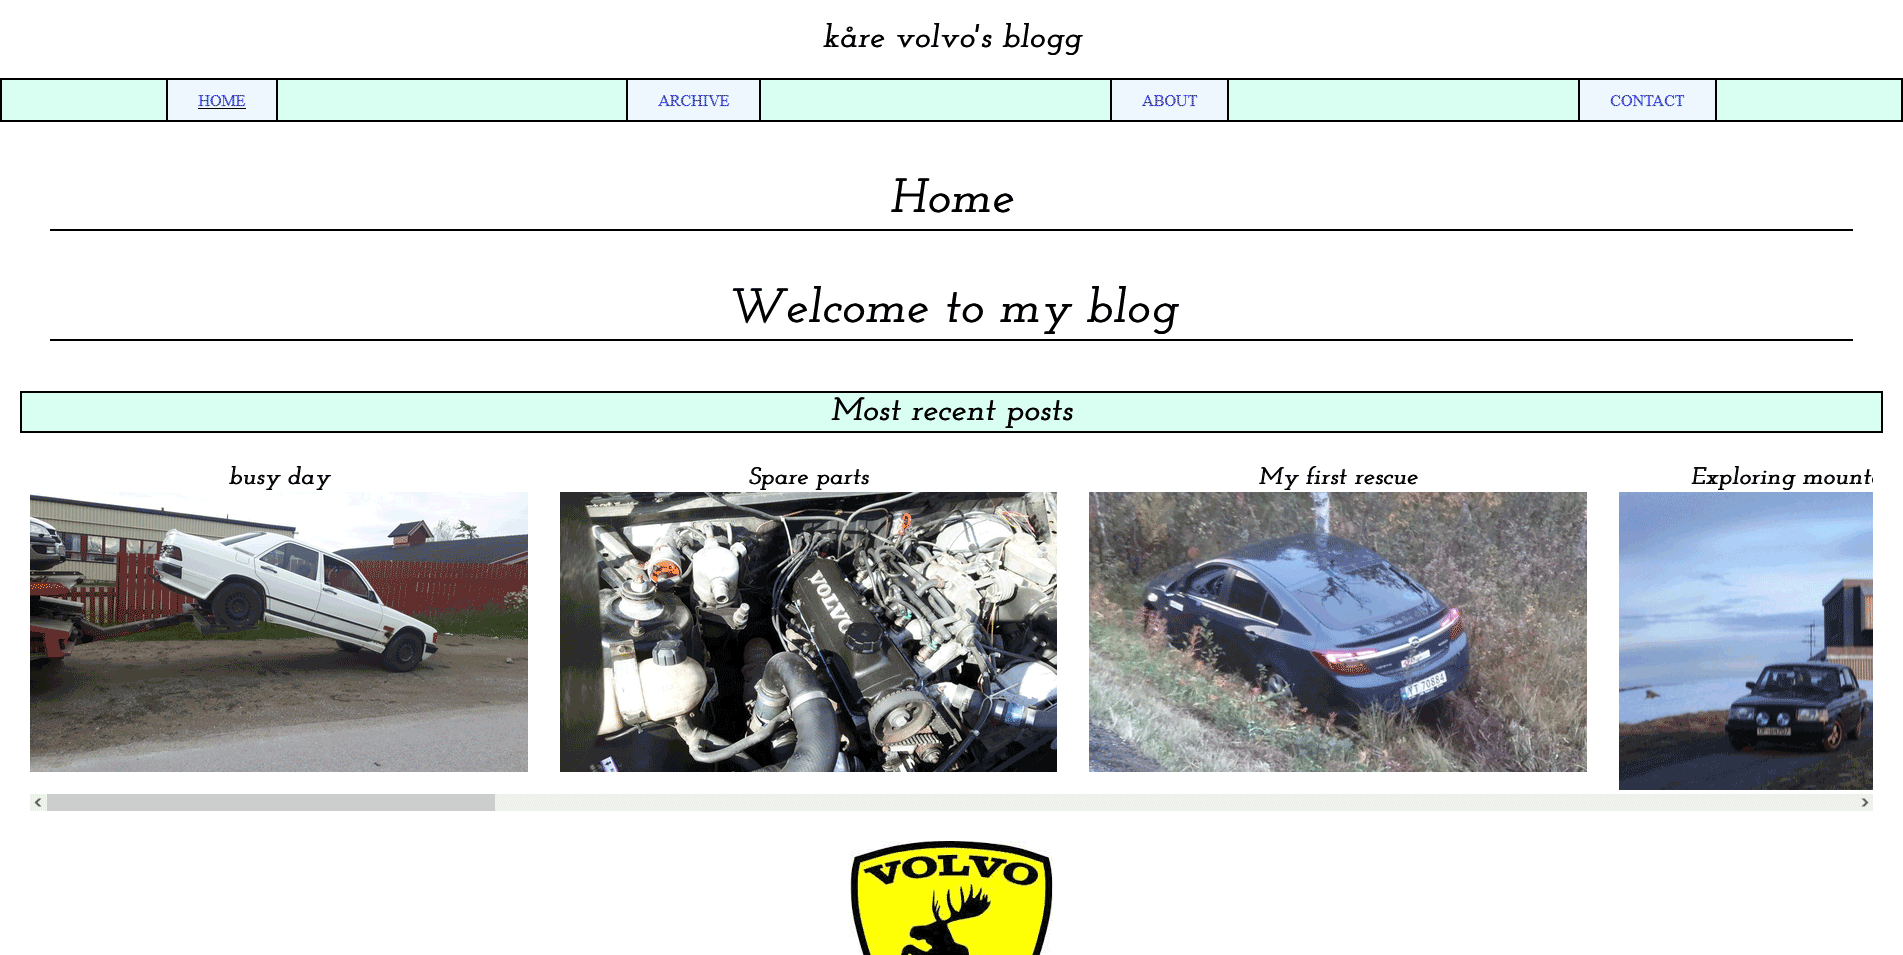 kåre volvo's blogg
HOME
ARCHIVE
ABOUT
CONTACT
Home
Welcome to my blog
Most recent posts
busy day
Spare parts
My first rescue
Exploring mount
VOLVO
VOLVO